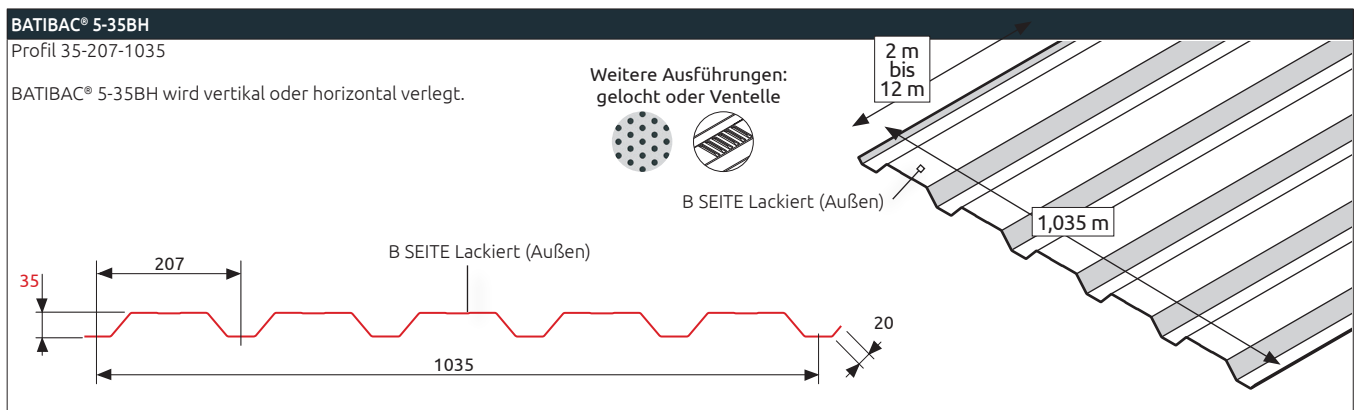 BATIBAC® 5-35BH
Profil 35-207-1035
BATIBAC® 5-35BH wird vertikal oder horizontal verlegt.
Weitere Ausführungen:
gelocht oder Ventelle
2 m
bis
12 m
B SEITE Lackiert (Außen)
1,035 m
B SEITE Lackiert (Außen)
207
35
20
1035